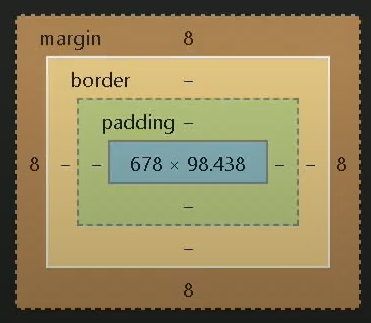 margin 8
border –
padding –
8 – – 678 × 98.438 – – 8
–
–
8